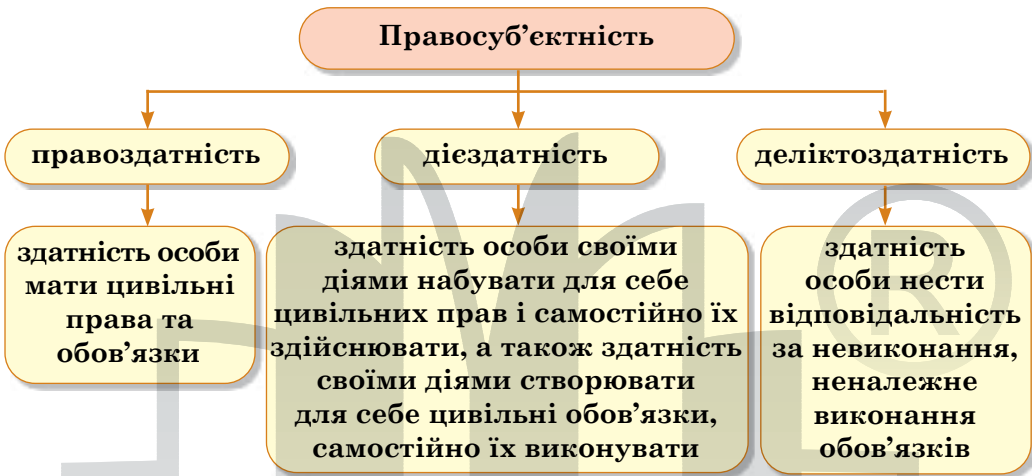 Правосуб’єктність
правоздатність
дієздатність
деліктоздатність
здатність особи
мати цивільні
права та
обов’язки
здатність особи своїми
діями набувати для себе
цивільних прав і самостійно їх
здійснювати, а також здатність
своїми діями створювати
для себе цивільні обов’язки,
самостійно їх виконувати
здатність
особи нести
відповідальність
за невиконання,
неналежне
виконання
обов’язків
®